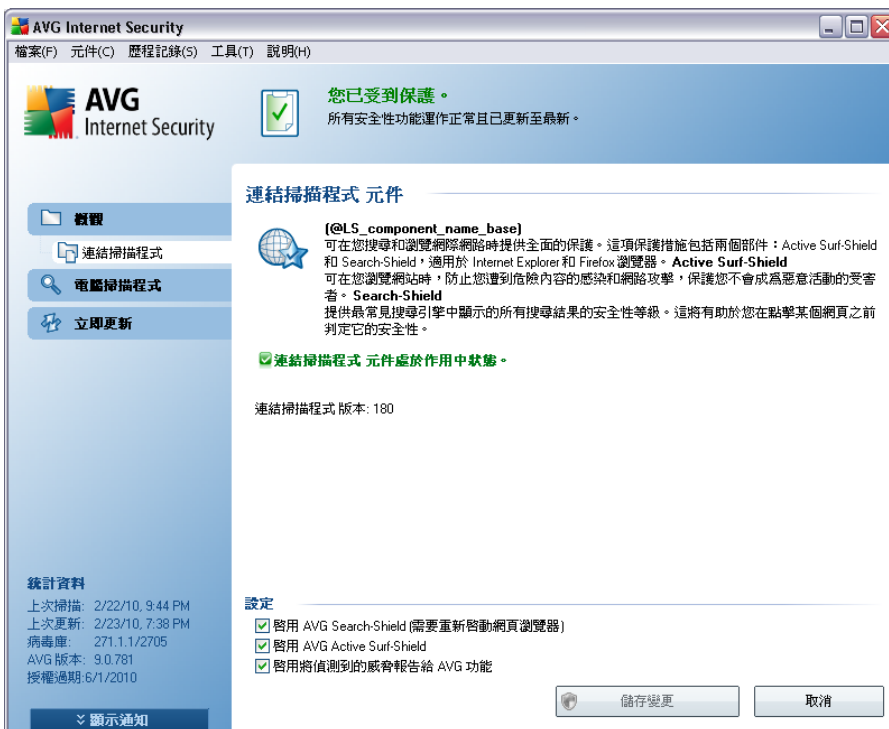 AVG Internet Security
檔案(F) 元件(C) 歷程記錄(S) 工具(T) 說明(H)
AVG
Internet Security
您已受到保護。
所有安全性功能運作正常且已更新至最新。
概觀
連結掃描程式
電腦掃描程式
立即更新
連結掃描程式 元件
(@LS_component_name_base)
可在您搜尋和瀏覽網際網路時提供全面的保護。這項保護措施包括兩個部件：Active Surf-Shield
和 Search-Shield，適用於 Internet Explorer 和 Firefox 瀏覽器。 Active Surf-Shield
可在您瀏覽網站時，防止您遭到危險內容的感染和網路攻擊，保護您不會成為惡意活動的受害
者。 Search-Shield
提供最常見搜尋引擎中顯示的所有搜尋結果的安全性等級。這將有助於您在點擊某個網頁之前
判定它的安全性。
連結掃描程式 元件處於作用中狀態。
連結掃描程式 版本: 180
統計資料
上次掃描: 2/22/10, 9:44 PM
上次更新: 2/23/10, 7:38 PM
病毒庫: 271.1.1/2705
AVG 版本: 9.0.781
授權過期:6/1/2010
顯示通知
設定
啓用 AVG Search-Shield (需要重新啓動網頁瀏覽器)
啓用 AVG Active Surf-Shield
啓用將偵測到的威脅報告給 AVG 功能
儲存變更
取消